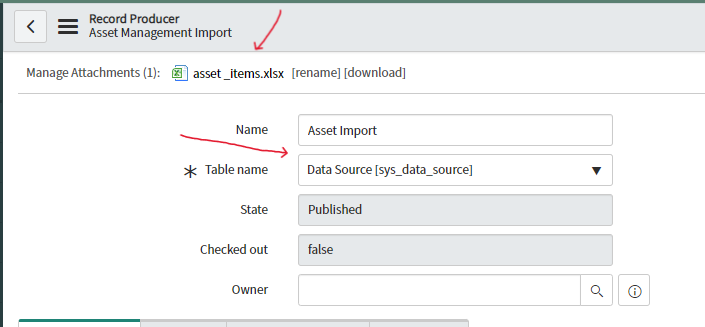 Record Producer
Asset Management Import
Manage Attachments (1): asset _items.xlsx [rename] [download]
Name Asset Import
* Table name Data Source [sys_data_source]
State Published
Checked out false
Owner